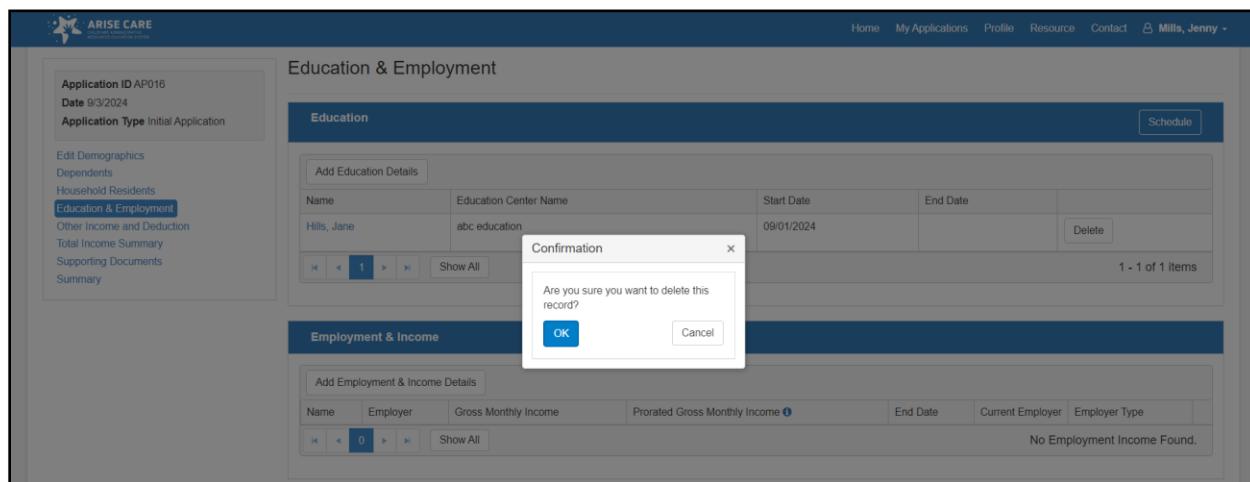 ARISE CARE
Home My Applications Profile Resource Contact Mills, Jenny
Application ID AP016
Date 9/3/2024
Application Type Initial Application
Edit Demographics
Dependents
Household Residents
Education & Employment
Other Income and Deduction
Total Income Summary
Supporting Documents
Summary
Education & Employment
Education Schedule
Add Education Details
Name Education Center Name Start Date End Date
Hills, Jane abc education 09/01/2024 Delete
1 Show All 1 - 1 of 1 items
Confirmation ×
Are you sure you want to delete this
record?
OK Cancel
Employment & Income
Add Employment & Income Details
Name Employer Gross Monthly Income Prorated Gross Monthly Income End Date Current Employer Employer Type
0 Show All No Employment Income Found.